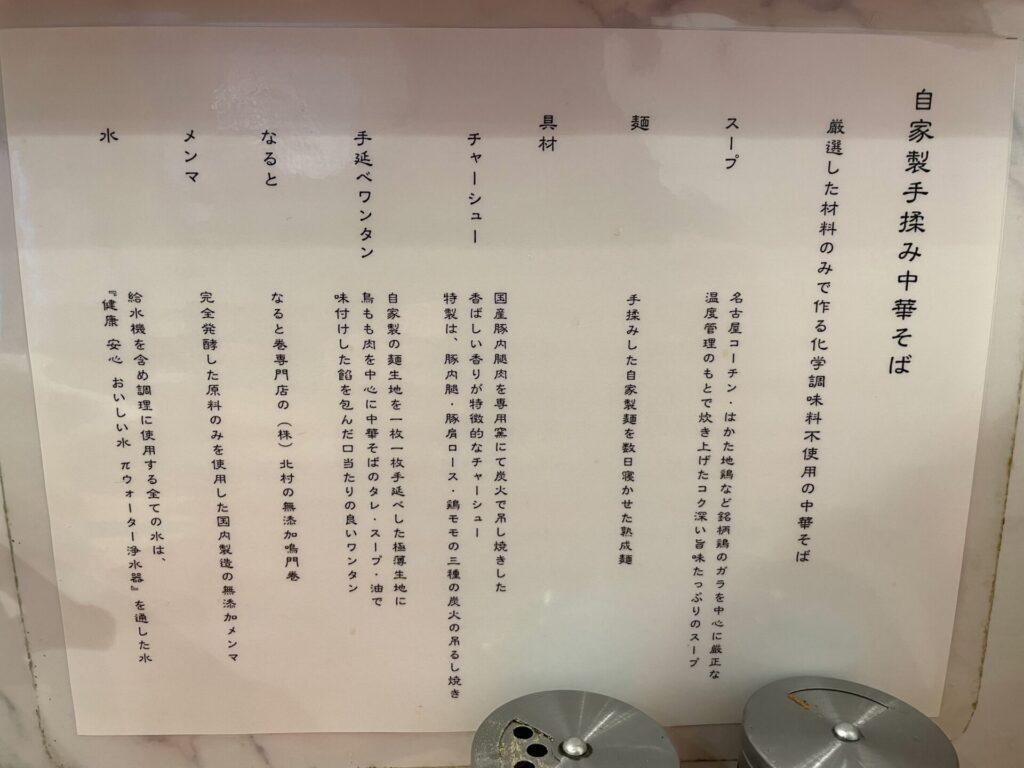 自家製手揉み中華そば
厳選した材料のみで作る化学調味料不使用の中華そば
スープ
名古屋コーチン・はかた地鶏など銘柄鶏のガラを中心に厳正な
温度管理のもとで炊き上げたコク深い旨味たっぷりのスープ
麺
手揉みした自家製麺を数日寝かせた熟成麺
具材
チャーシュー
国産豚内腿肉を専用窯にて炭火で吊し焼きした
香ばしい香りが特徴的なチャーシュー
特製は、豚内腿・豚肩ロース・鶏モモの三種の炭火の吊るし焼き
手延べワンタン
自家製の麺生地を一枚一枚手延べした極薄生地に
鳥もも肉を中心に中華そばのタレ・スープ・油で
味付けした餡を包んだ口当たりの良いワンタン
なると
なると巻専門店の（株）北村の無添加鳴門巻
メンマ
完全発酵した原料のみを使用した国内製造の無添加メンマ
水
給水機を含め調理に使用する全ての水は、
『健康 安心 おいしい水 πウォーター浄水器』を通した水